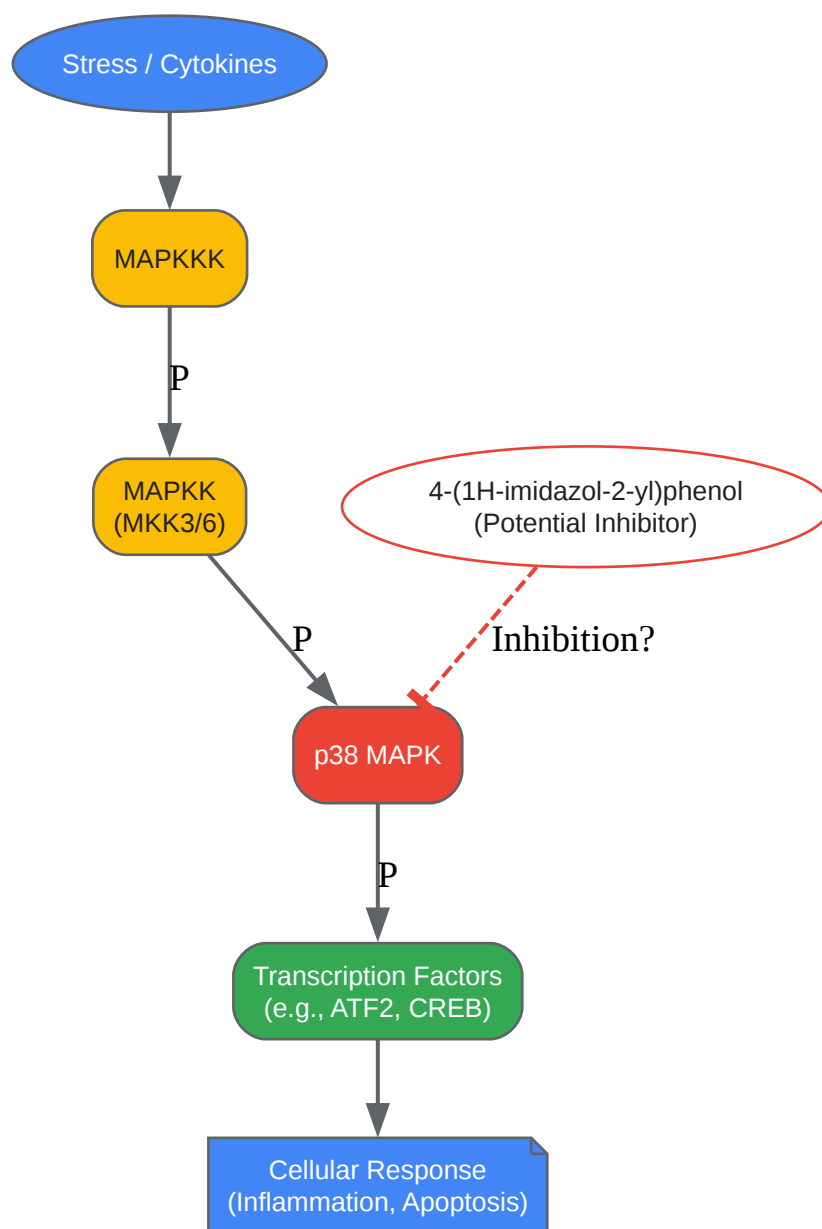 Stress / Cytokines
MAPKKK
P
MAPKK
(MKK3/6)
4-(1H-imidazol-2-yl)phenol
(Potential Inhibitor)
P
Inhibition?
p38 MAPK
P
Transcription Factors
(e.g., ATF2, CREB)
Cellular Response
(Inflammation, Apoptosis)